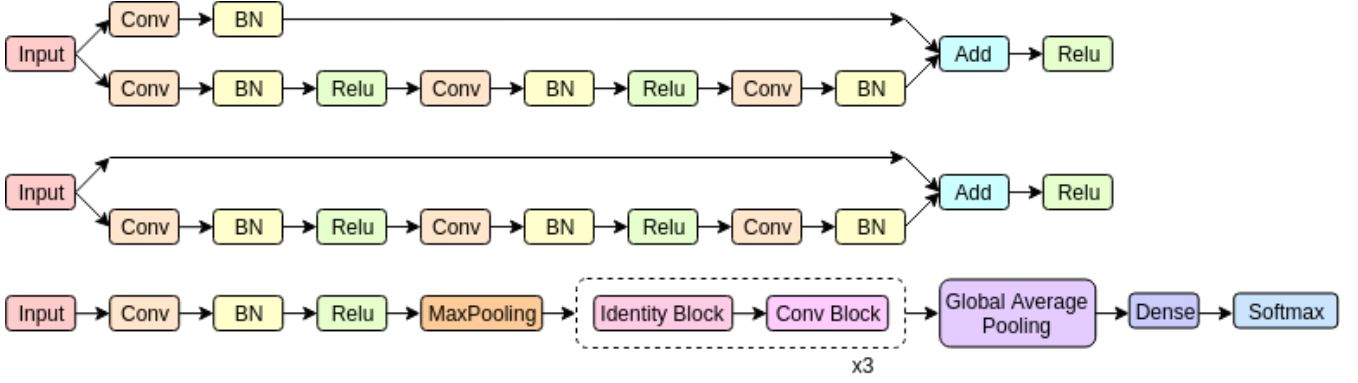 Conv BN
Input Add Relu
Conv BN Relu Conv BN Relu Conv BN
Input Add Relu
Conv BN Relu Conv BN Relu Conv BN
Input Conv BN Relu MaxPooling Identity Block Conv Block Global Average Pooling Dense Softmax
x3